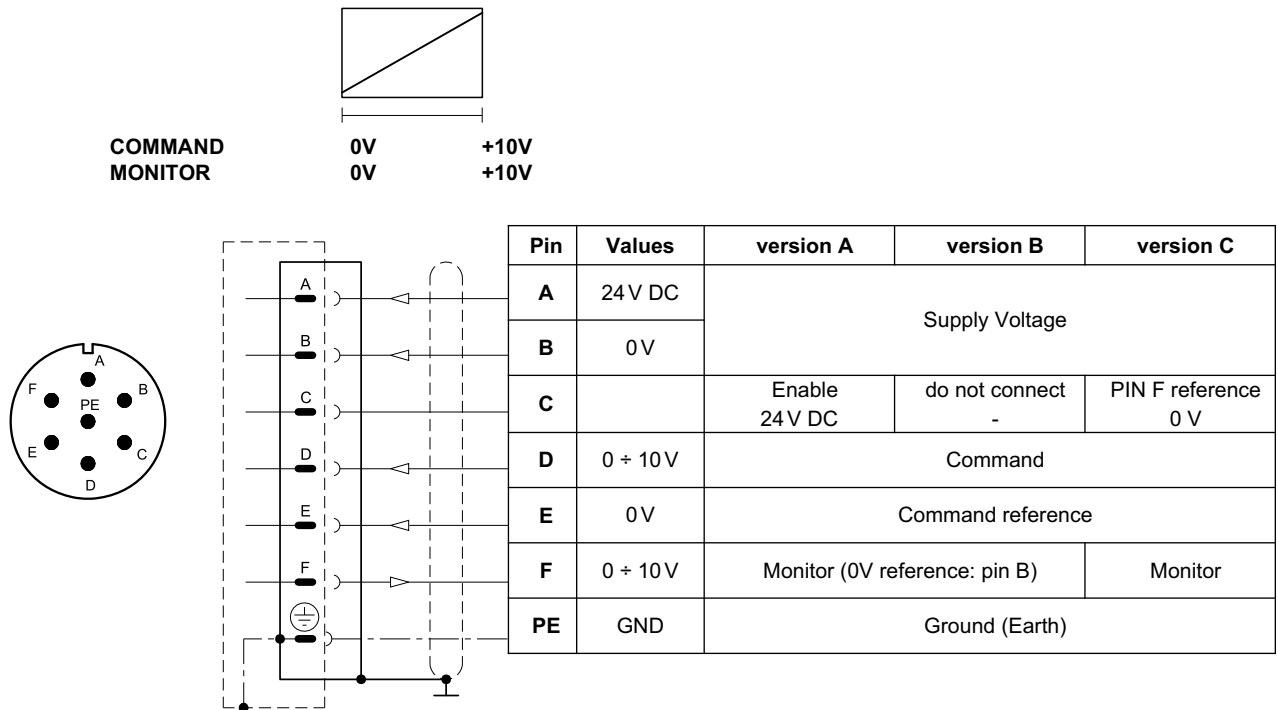 COMMAND 0V +10V
MONITOR 0V +10V
Pin Values version A version B version C
A 24 V DC Supply Voltage
B 0 V
C Enable 24 V DC do not connect - PIN F reference 0 V
D 0 ÷ 10 V Command
E 0 V Command reference
F 0 ÷ 10 V Monitor (0V reference: pin B) Monitor
PE GND Ground (Earth)
A
B
C
D
E
F
A
F
B
PE
E
C
D